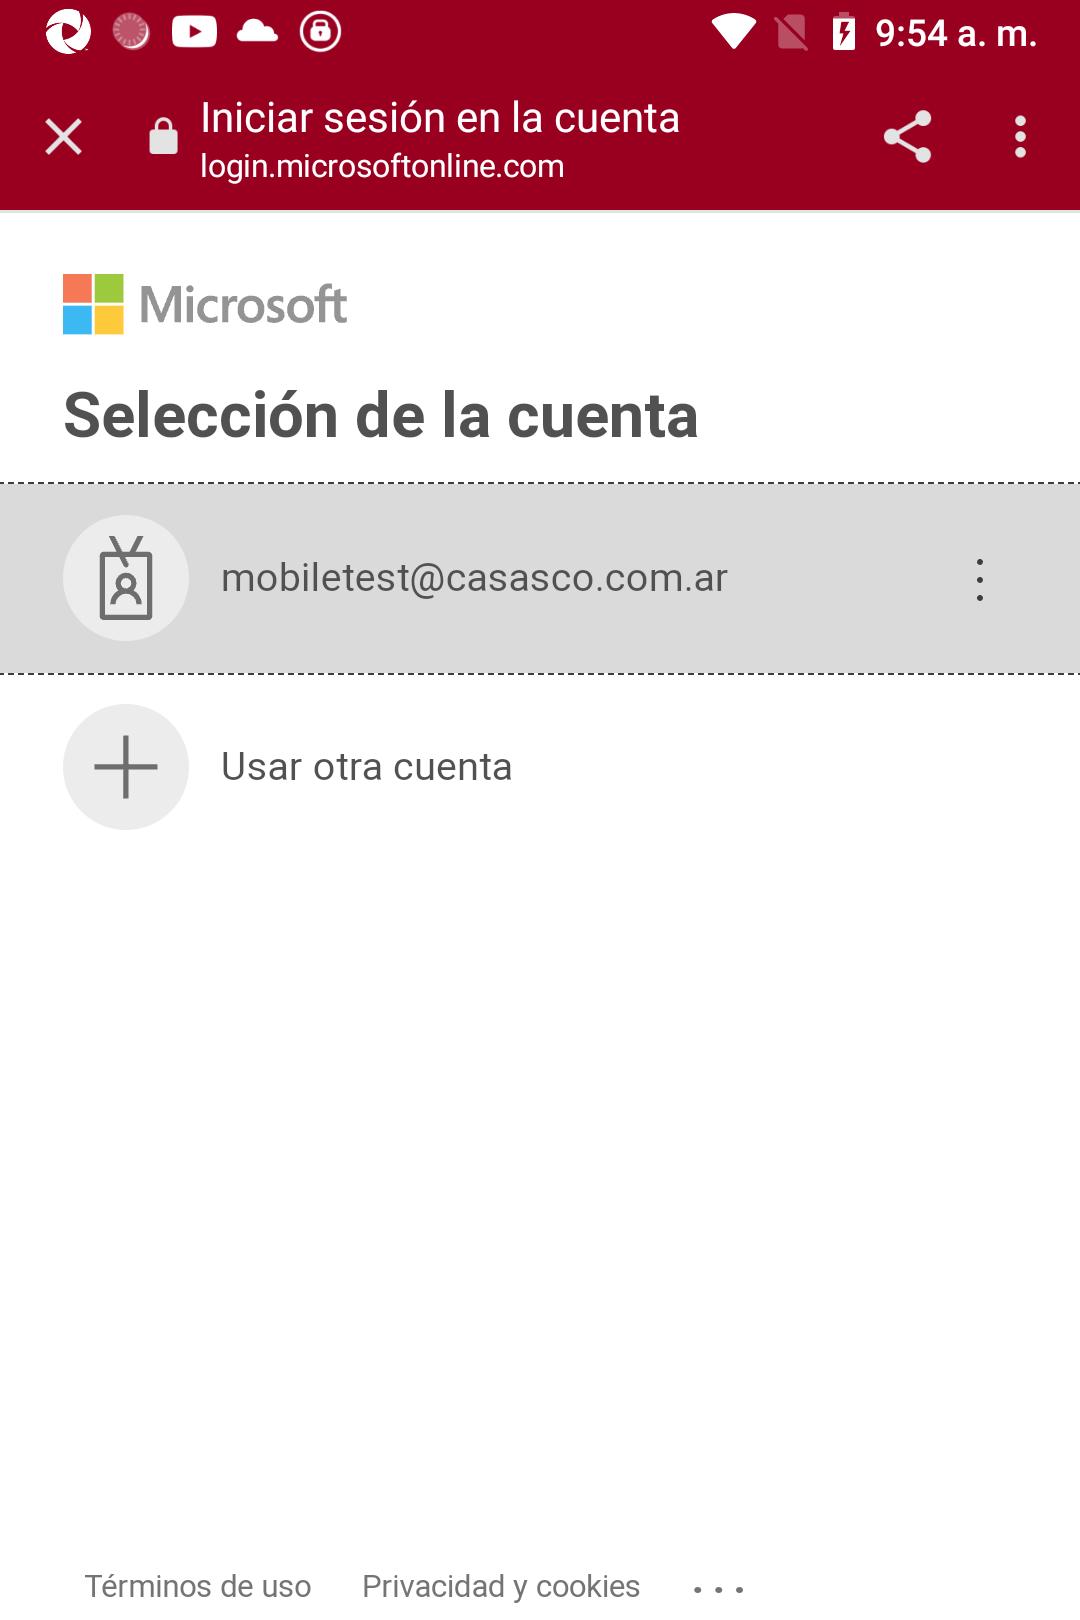 9:54 a. m.
Iniciar sesión en la cuenta
login.microsoftonline.com
Microsoft
Selección de la cuenta
mobiletest@casasco.com.ar
Usar otra cuenta
Términos de uso Privacidad y cookies ...